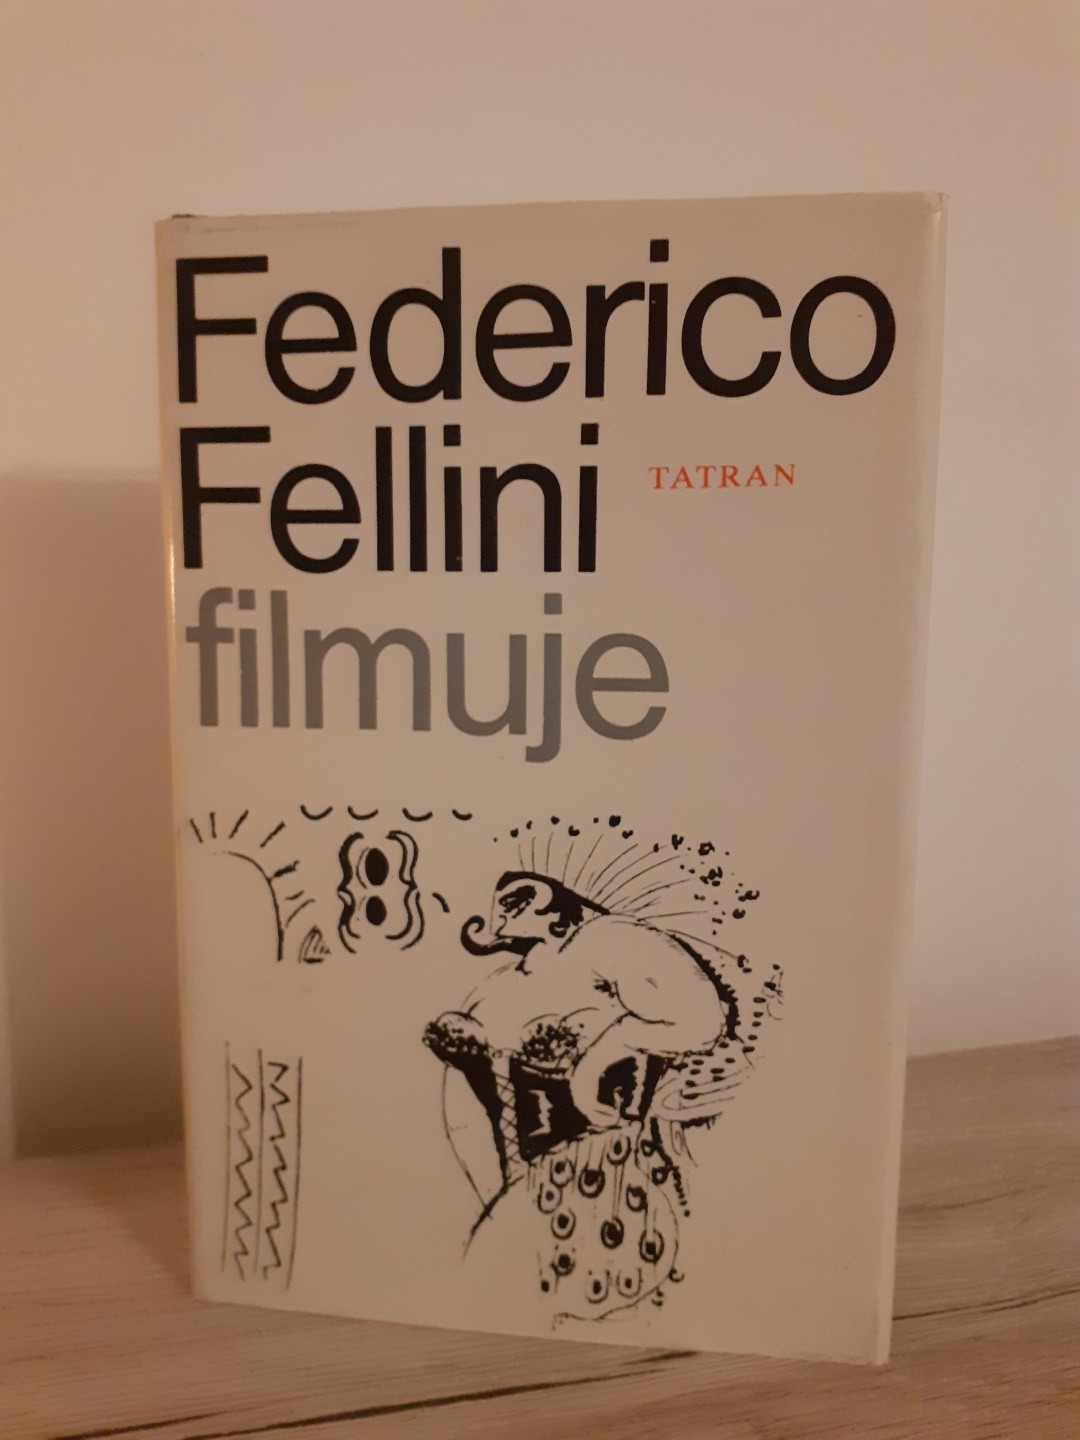 Federico
Fellini
TATRAN
filmuje